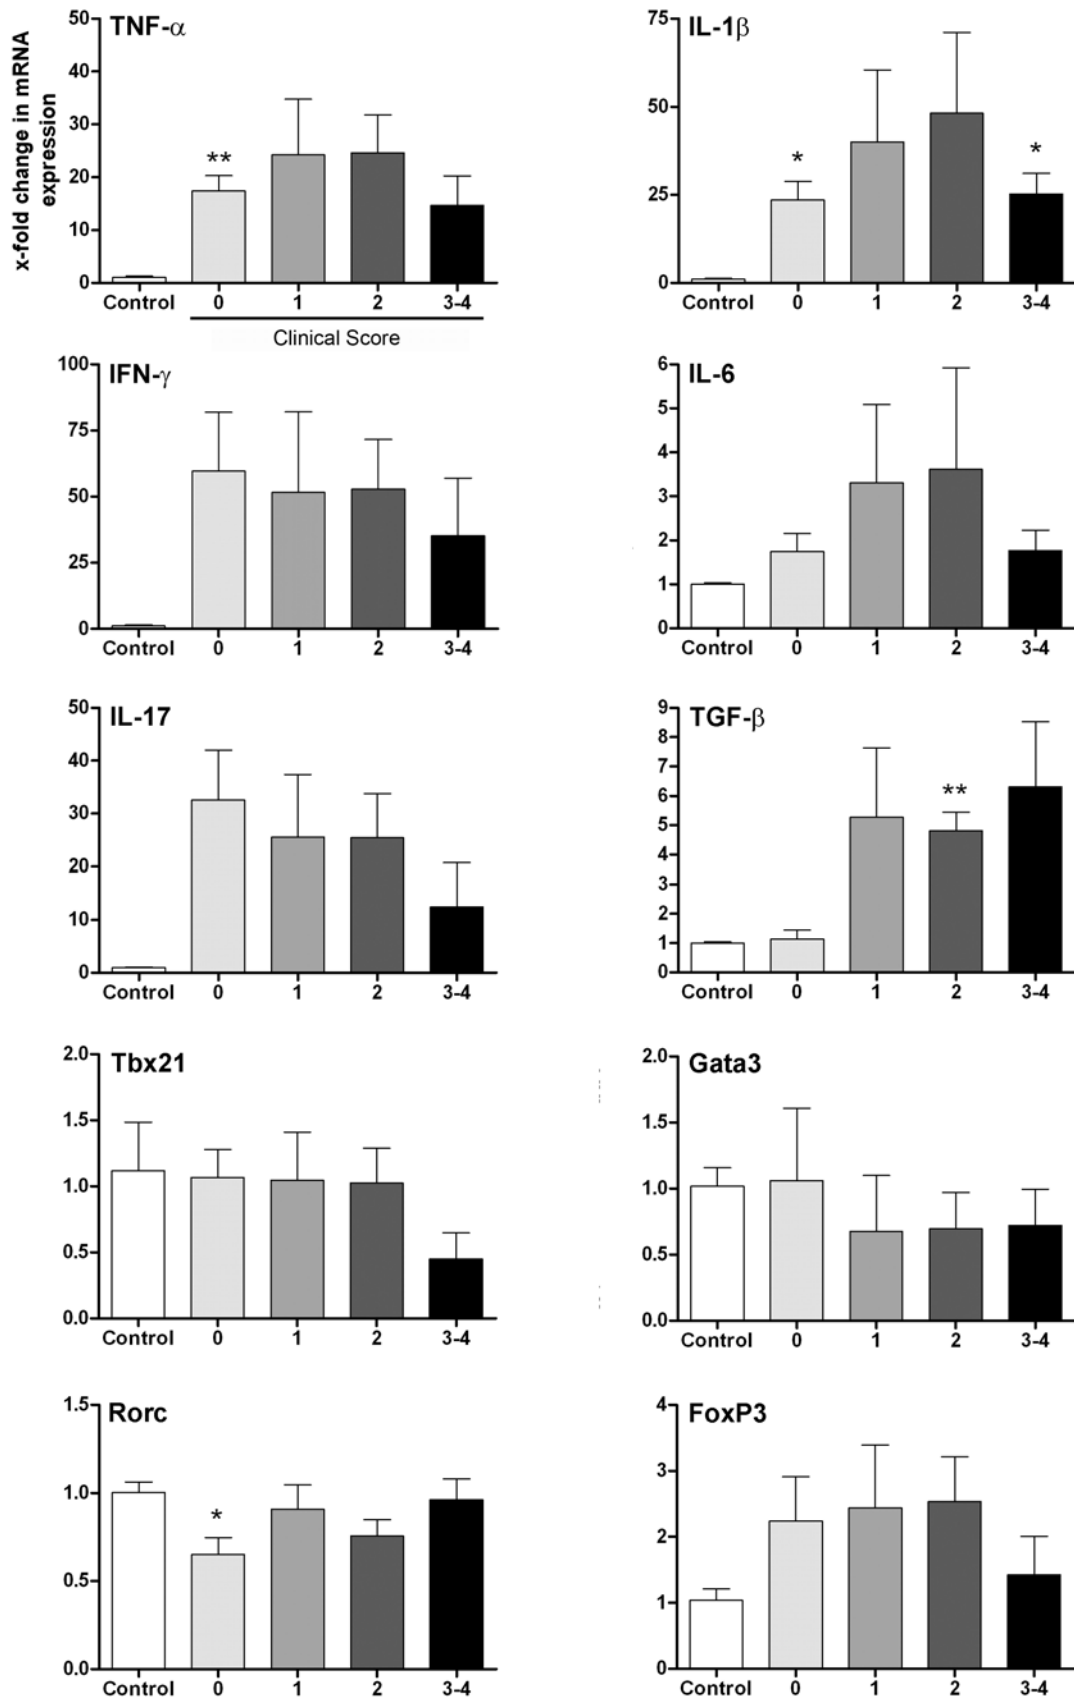 x-fold change in mRNA
expression
TNF-α
50
40
30
20
10
0
**
Control 0 1 2 3-4
Clinical Score
IL-1β
75
50
25
0
*
*
Control 0 1 2 3-4
IFN-γ
100
75
50
25
0
Control 0 1 2 3-4
IL-6
6
5
4
3
2
1
0
Control 0 1 2 3-4
IL-17
50
40
30
20
10
0
Control 0 1 2 3-4
TGF-β
9
8
7
6
5
4
3
2
1
0
**
Control 0 1 2 3-4
Tbx21
2.0
1.5
1.0
0.5
0.0
Control 0 1 2 3-4
Gata3
2.0
1.5
1.0
0.5
0.0
Control 0 1 2 3-4
Rorc
1.5
1.0
0.5
0.0
*
Control 0 1 2 3-4
FoxP3
4
3
2
1
0
Control 0 1 2 3-4